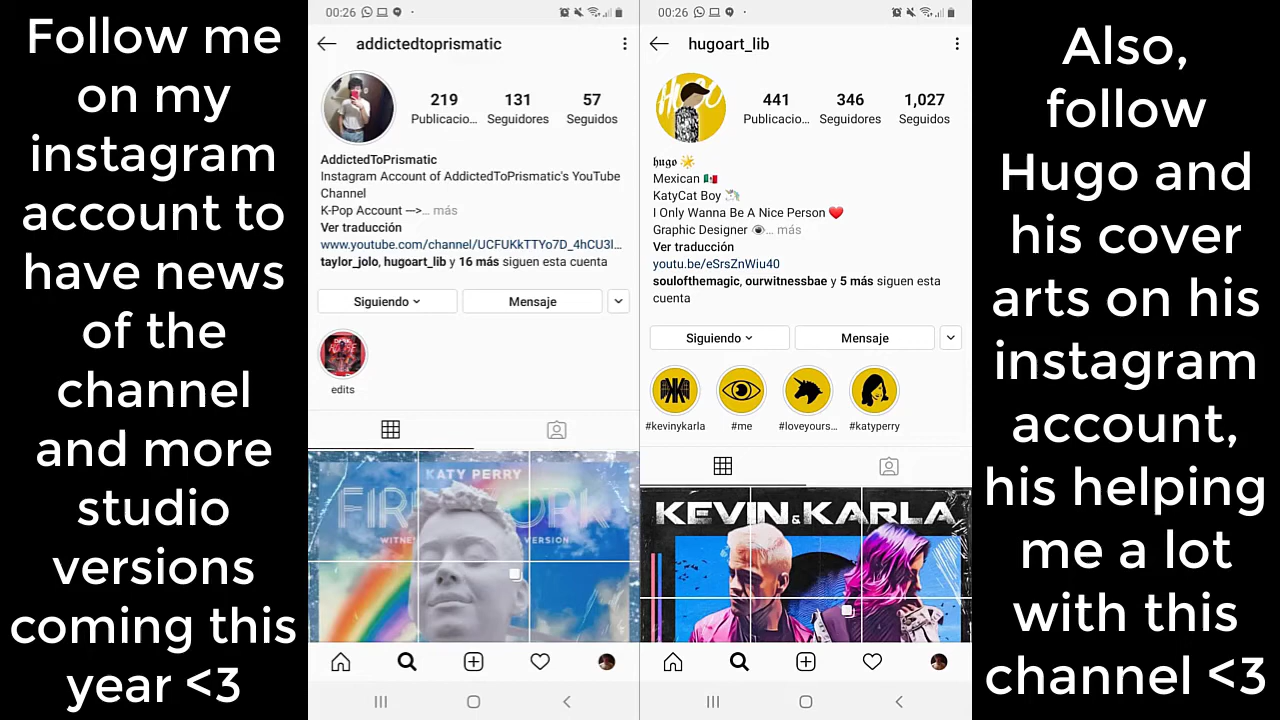 Follow me
on my
instagram
account to
have news
of the
channel
and more
studio
versions
coming this
year <3
00:26
addictedtoprismatic
219 131 57
Publicacio... Seguidores Seguidos
AddictedToPrismatic
Instagram Account of AddictedToPrismatic's YouTube
Channel
K-Pop Account --->... más
Ver traducción
www.youtube.com/channel/UCFUKkTTYo7D_4hCU3l...
taylor_jolo, hugoart_lib y 16 más siguen esta cuenta
Siguiendo Mensaje
edits
KATY PERRY
FIREWORK
VERSION
00:26
hugoart_lib
441 346 1,027
Publicacio... Seguidores Seguidos
hugo
Mexican 🇲🇽
KatyCat Boy 🦄
I Only Wanna Be A Nice Person ❤️
Graphic Designer 👁... más
Ver traducción
youtu.be/eSrsZnWiu40
soulofthemagic, ourwitnessbae y 5 más siguen esta
cuenta
Siguiendo Mensaje
#kevinykarla #me #loveyours... #katyperry
KEVIN & KARLA
Also,
follow
Hugo and
his cover
arts on his
instagram
account,
his helping
me a lot
with this
channel <3